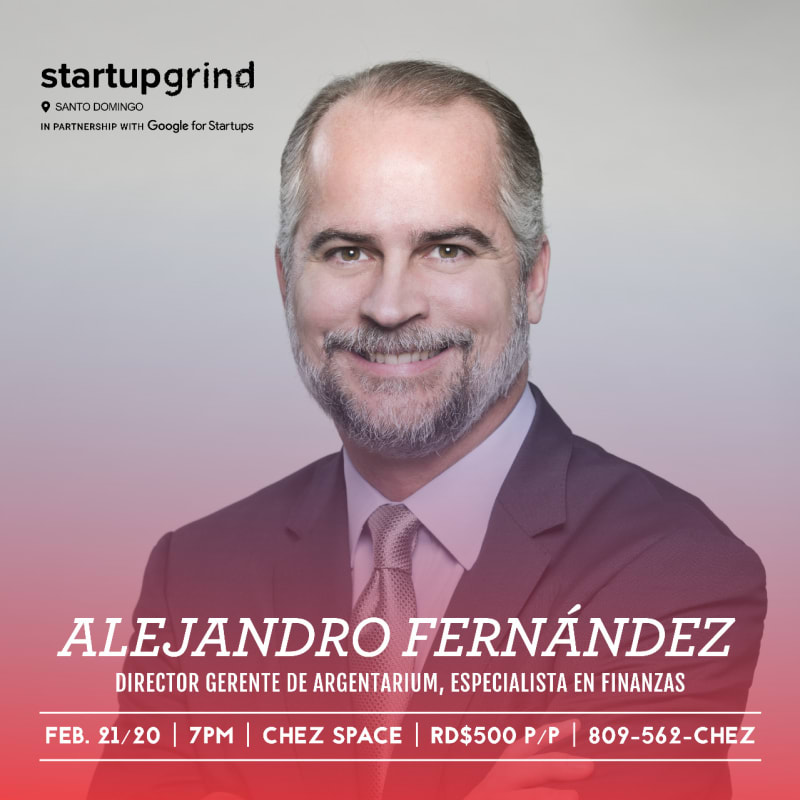 startupgrind
SANTO DOMINGO
IN PARTNERSHIP WITH Google for Startups
ALEJANDRO FERNÁNDEZ
DIRECTOR GERENTE DE ARGENTARIUM, ESPECIALISTA EN FINANZAS
FEB. 21/20 | 7PM | CHEZ SPACE | RD$500 P/P | 809-562-CHEZ